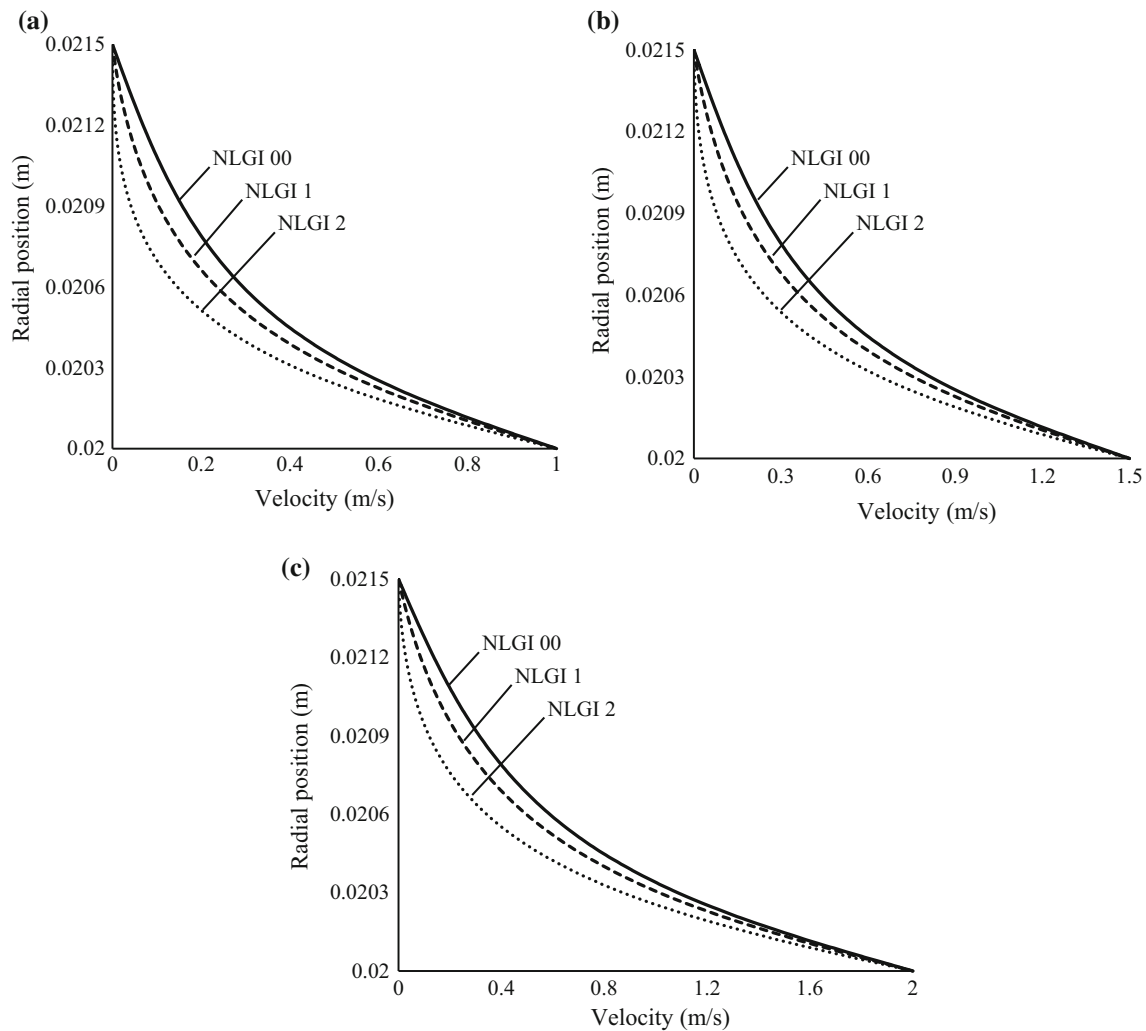 (a)
0.0215
0.0212
0.0209
0.0206
0.0203
0.02
Radial position (m)
NLGI 00
NLGI 1
NLGI 2
0 0.2 0.4 0.6 0.8 1
Velocity (m/s)
(b)
0.0215
0.0212
0.0209
0.0206
0.0203
0.02
Radial position (m)
NLGI 00
NLGI 1
NLGI 2
0 0.3 0.6 0.9 1.2 1.5
Velocity (m/s)
(c)
0.0215
0.0212
0.0209
0.0206
0.0203
0.02
Radial position (m)
NLGI 00
NLGI 1
NLGI 2
0 0.4 0.8 1.2 1.6 2
Velocity (m/s)